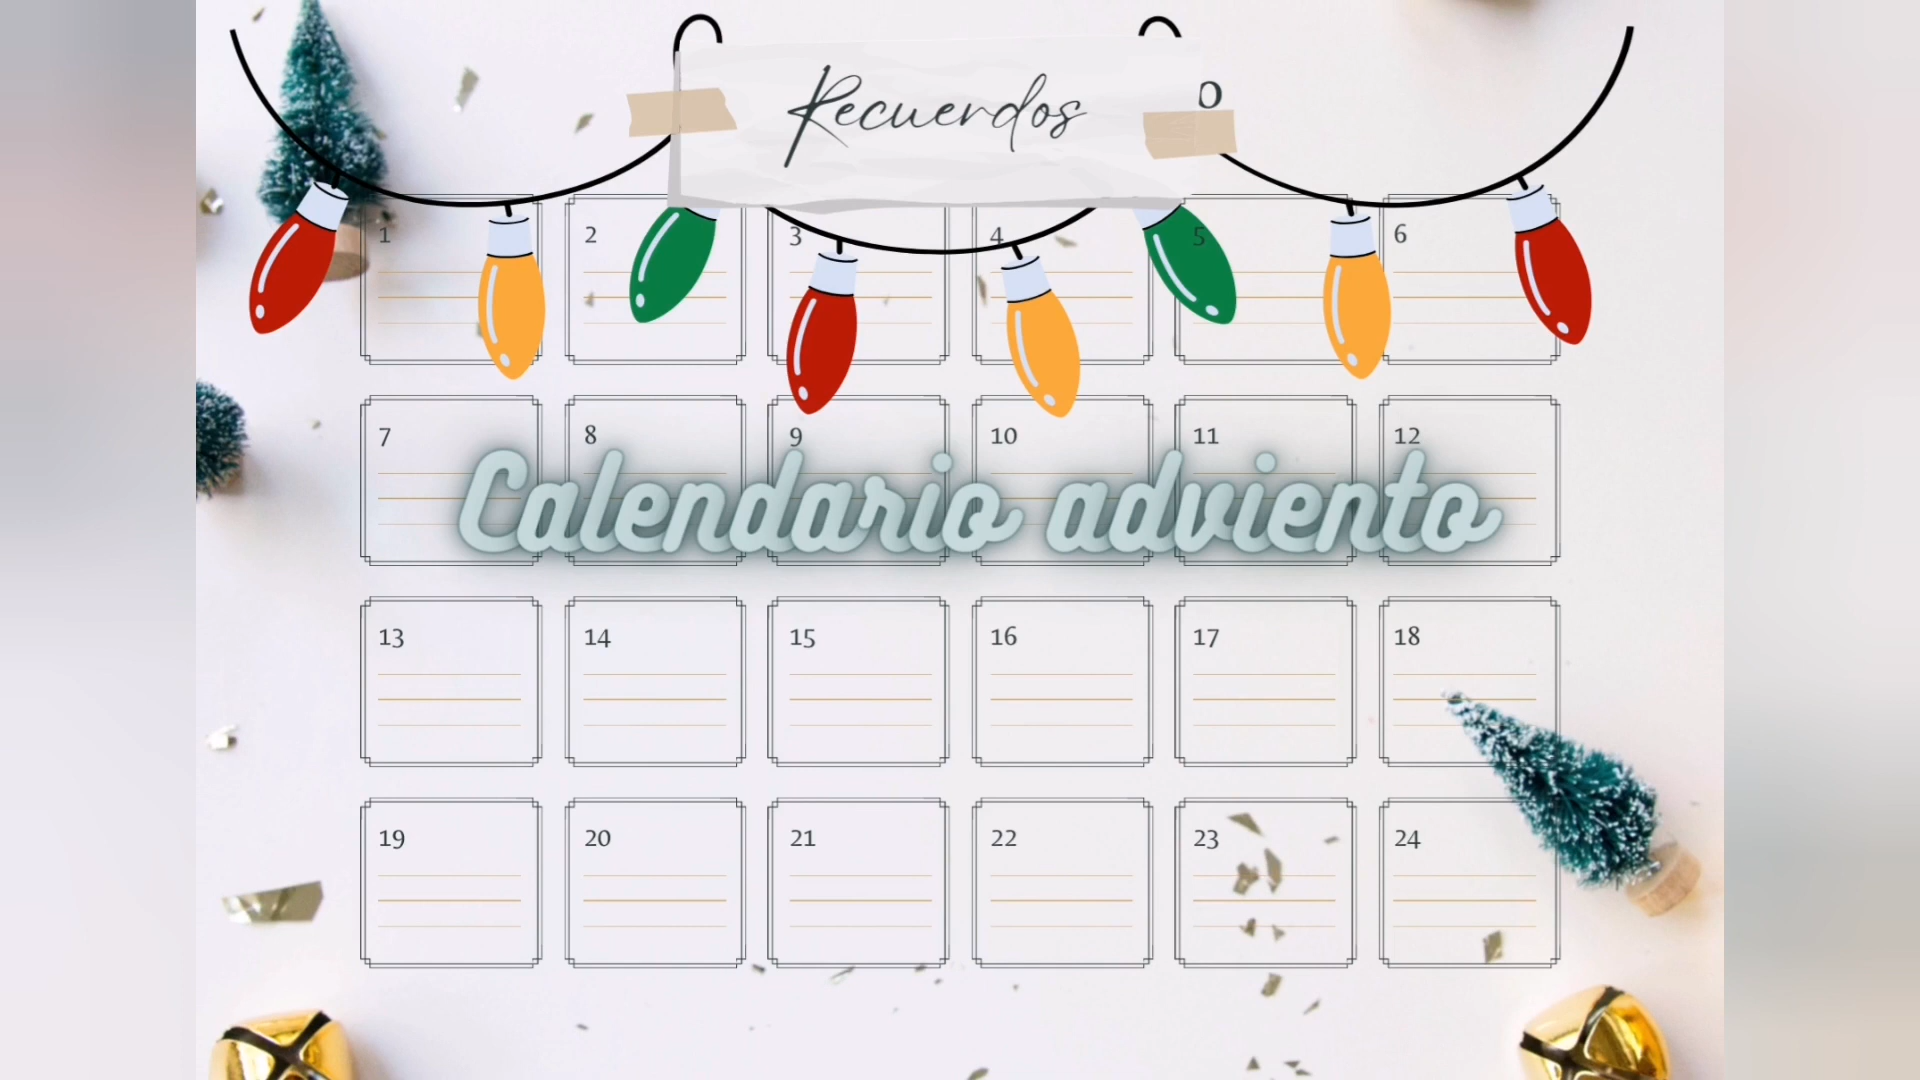 Recuerdos
O
1 2 3 4 5 6
7 8 9 10 11 12
Calendario adviento
13 14 15 16 17 18
19 20 21 22 23 24